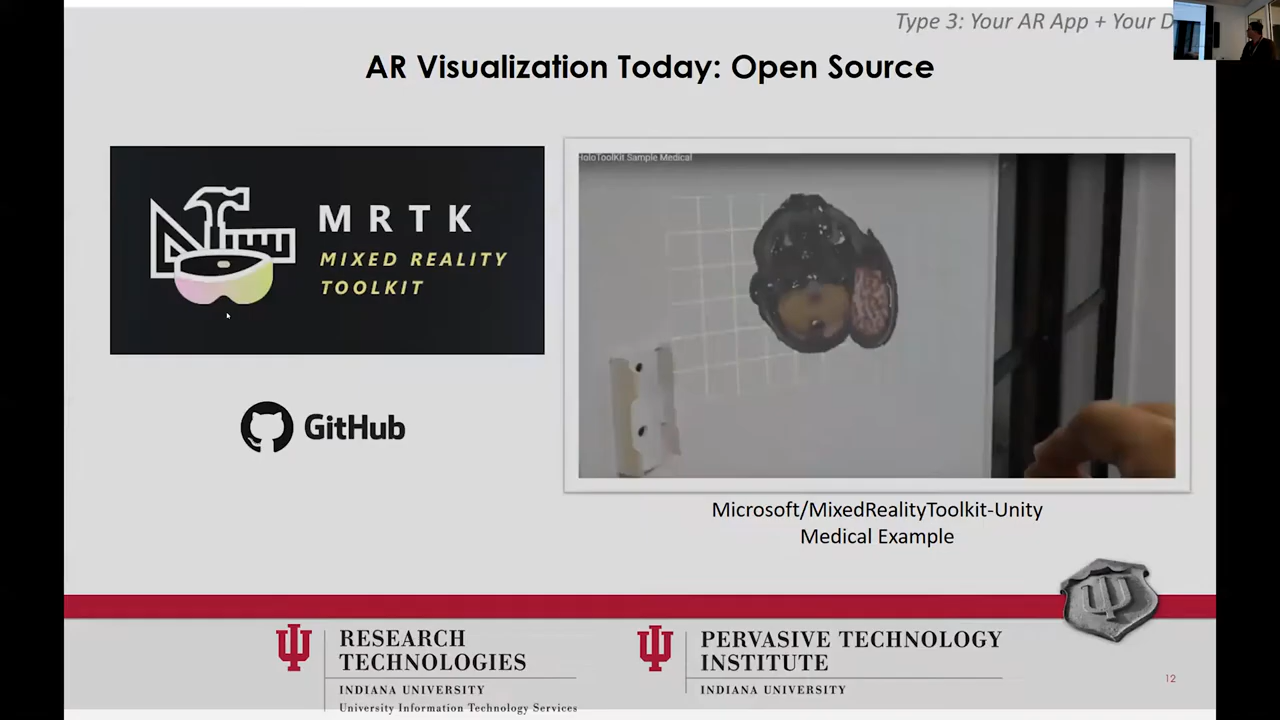 Type 3: Your AR App + Your D
AR Visualization Today: Open Source
MRTK
MIXED REALITY
TOOLKIT
HoloToolKit Sample Medical
GitHub
Microsoft/MixedRealityToolkit-Unity
Medical Example
RESEARCH
TECHNOLOGIES
INDIANA UNIVERSITY
University Information Technology Services
PERVASIVE TECHNOLOGY
INSTITUTE
INDIANA UNIVERSITY
12